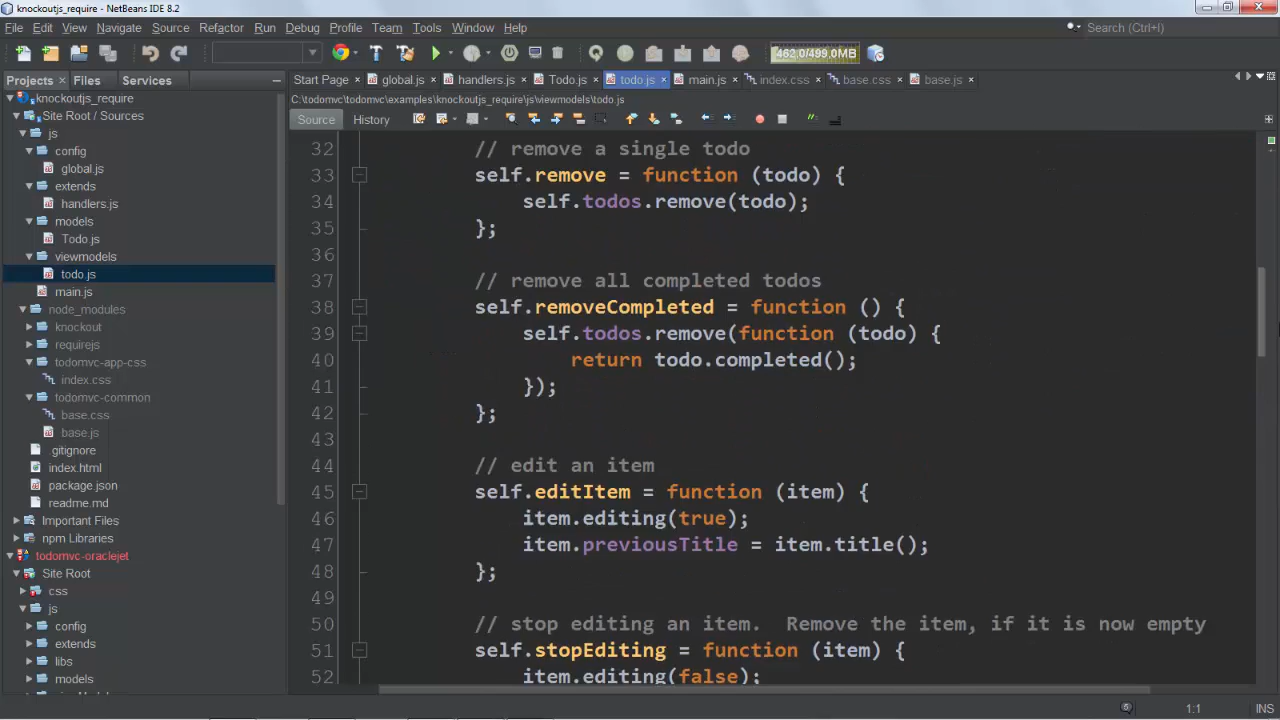 knockoutjs_require - NetBeans IDE 8.2
File Edit View Navigate Source Refactor Run Debug Profile Team Tools Window Help
Search (Ctrl+I)
462.0/499.0MB
Projects Files Services
Start Page global.js handlers.js Todo.js todo.js main.js index.css base.css base.js
C:\todomvc\todomvc\examples\knockoutjs_require\js\viewmodels\todo.js
Source History
knockoutjs_require
Site Root / Sources
js
config
global.js
extends
handlers.js
models
Todo.js
viewmodels
todo.js
main.js
node_modules
knockout
requirejs
todomvc-app-css
index.css
todomvc-common
base.css
base.js
.gitignore
index.html
package.json
readme.md
Important Files
npm Libraries
todomvc-oraclejet
Site Root
css
js
config
extends
libs
models
32 // remove a single todo
33 self.remove = function (todo) {
34 self.todos.remove(todo);
35 };
36
37 // remove all completed todos
38 self.removeCompleted = function () {
39 self.todos.remove(function (todo) {
40 return todo.completed();
41 });
42 };
43
44 // edit an item
45 self.editItem = function (item) {
46 item.editing(true);
47 item.previousTitle = item.title();
48 };
49
50 // stop editing an item.  Remove the item, if it is now empty
51 self.stopEditing = function (item) {
52 item.editing(false);
1:1 INS